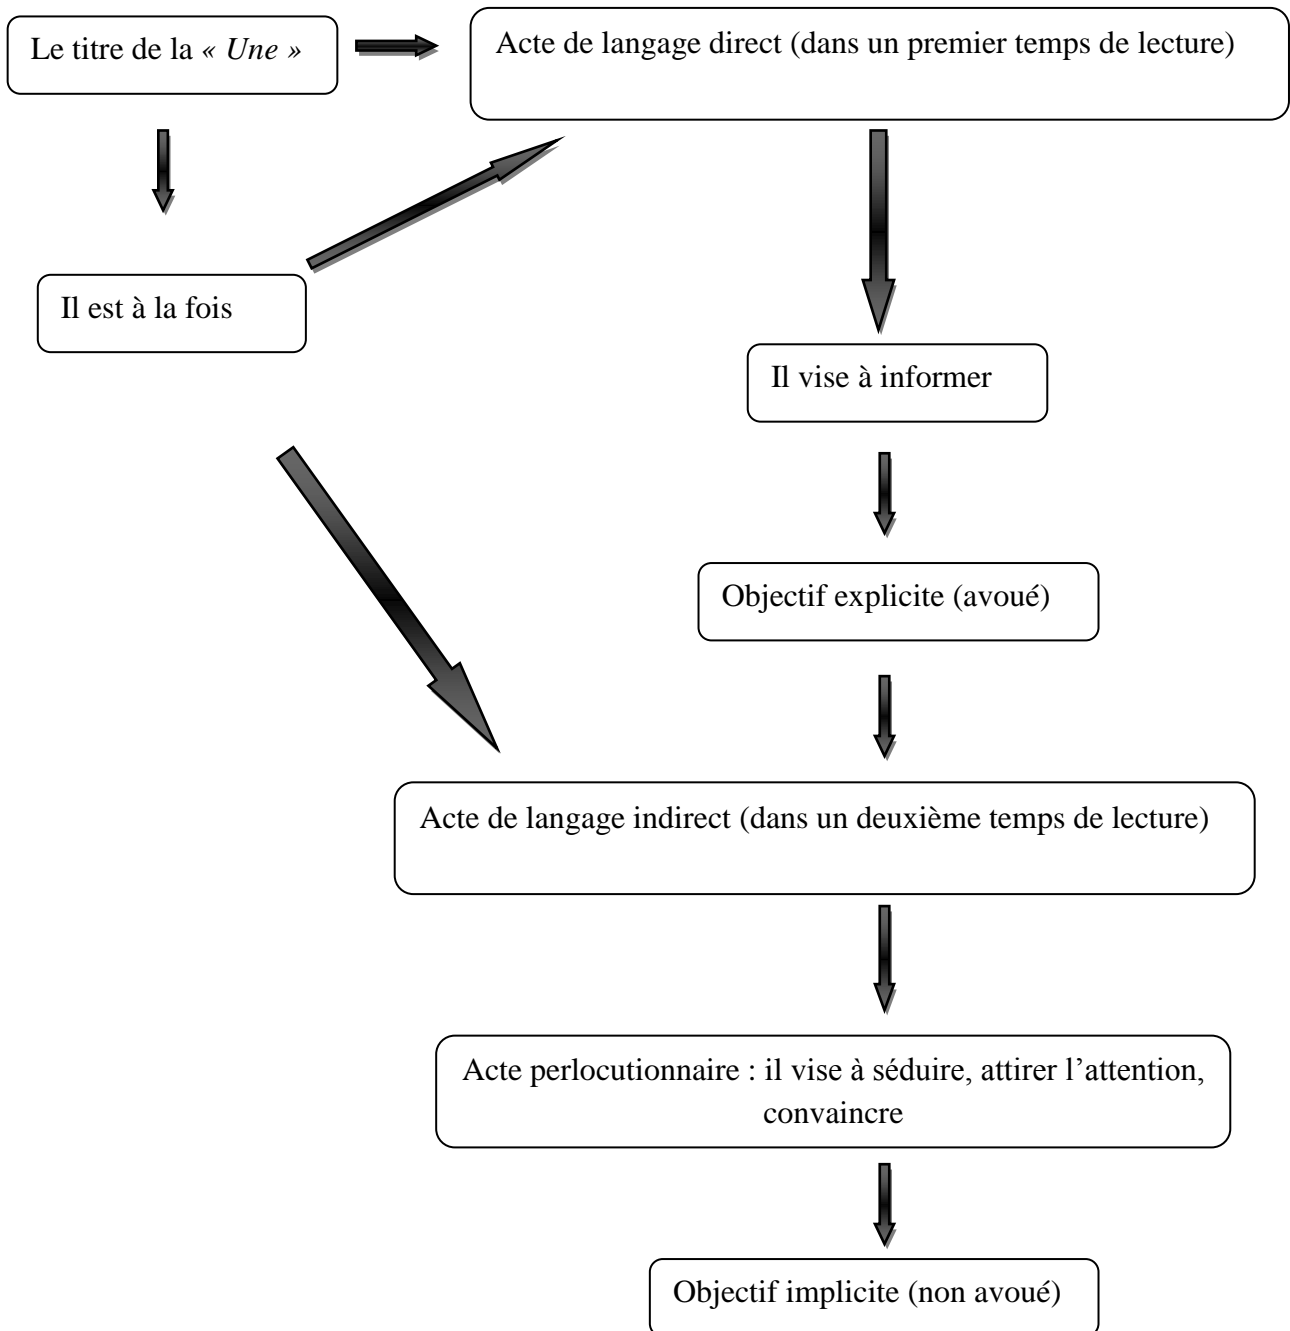 Le titre de la « Une »
Acte de langage direct (dans un premier temps de lecture)
Il est à la fois
Il vise à informer
Objectif explicite (avoué)
Acte de langage indirect (dans un deuxième temps de lecture)
Acte perlocutionnaire : il vise à séduire, attirer l’attention,
convaincre
Objectif implicite (non avoué)